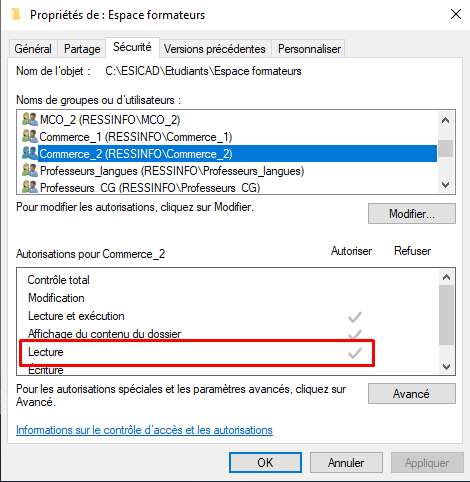 Propriétés de : Espace formateurs
Général Partage Sécurité Versions précédentes Personnaliser
Nom de l'objet : C:\ESICAD\Etudiants\Espace formateurs
Noms de groupes ou d'utilisateurs :
MCO_2 (RESSINFO\MCO_2)
Commerce_1 (RESSINFO\Commerce_1)
Commerce_2 (RESSINFO\Commerce_2)
Professeurs_langues (RESSINFO\Professeurs_langues)
Professeurs_CG (RESSINFO\Professeurs_CG)
Pour modifier les autorisations, cliquez sur Modifier.
Modifier...
Autorisations pour Commerce_2 Autoriser Refuser
Contrôle total
Modification
Lecture et exécution
Affichage du contenu du dossier
Lecture
Écriture
Pour les autorisations spéciales et les paramètres avancés, cliquez sur
Avancé.
Avancé
Informations sur le contrôle d'accès et les autorisations
OK Annuler Appliquer